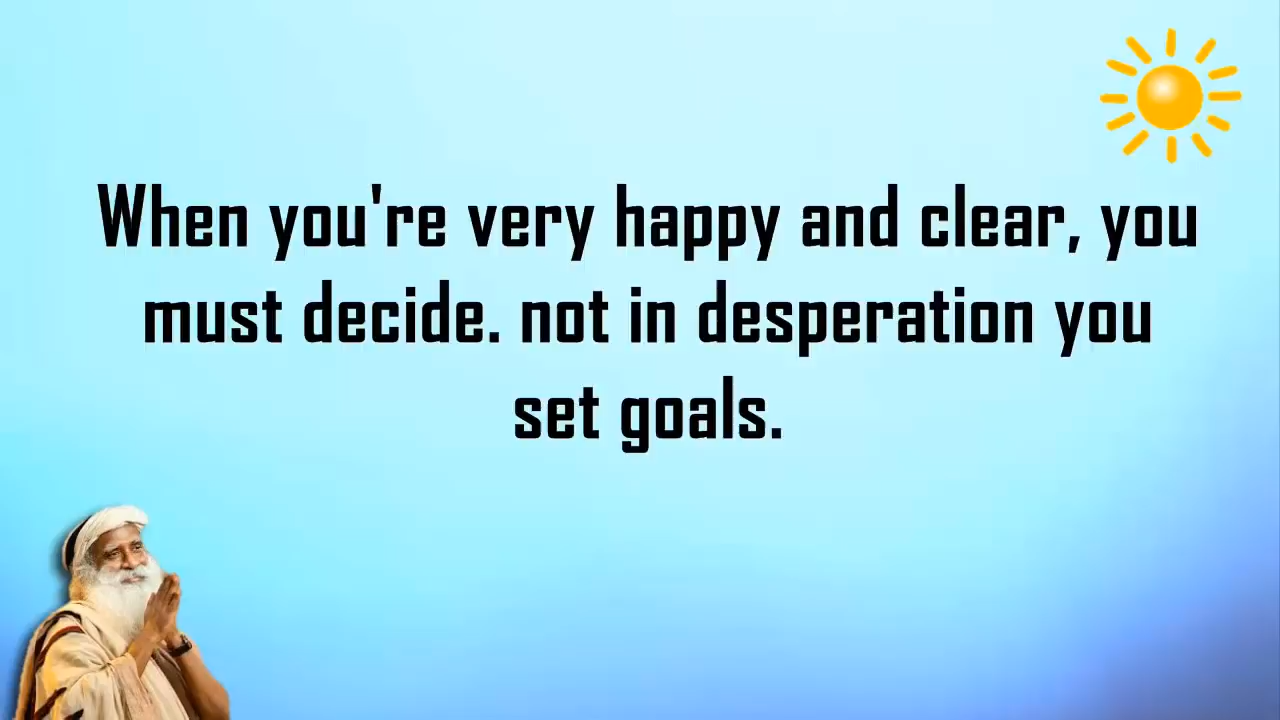 When you're very happy and clear, you
must decide. not in desperation you
set goals.